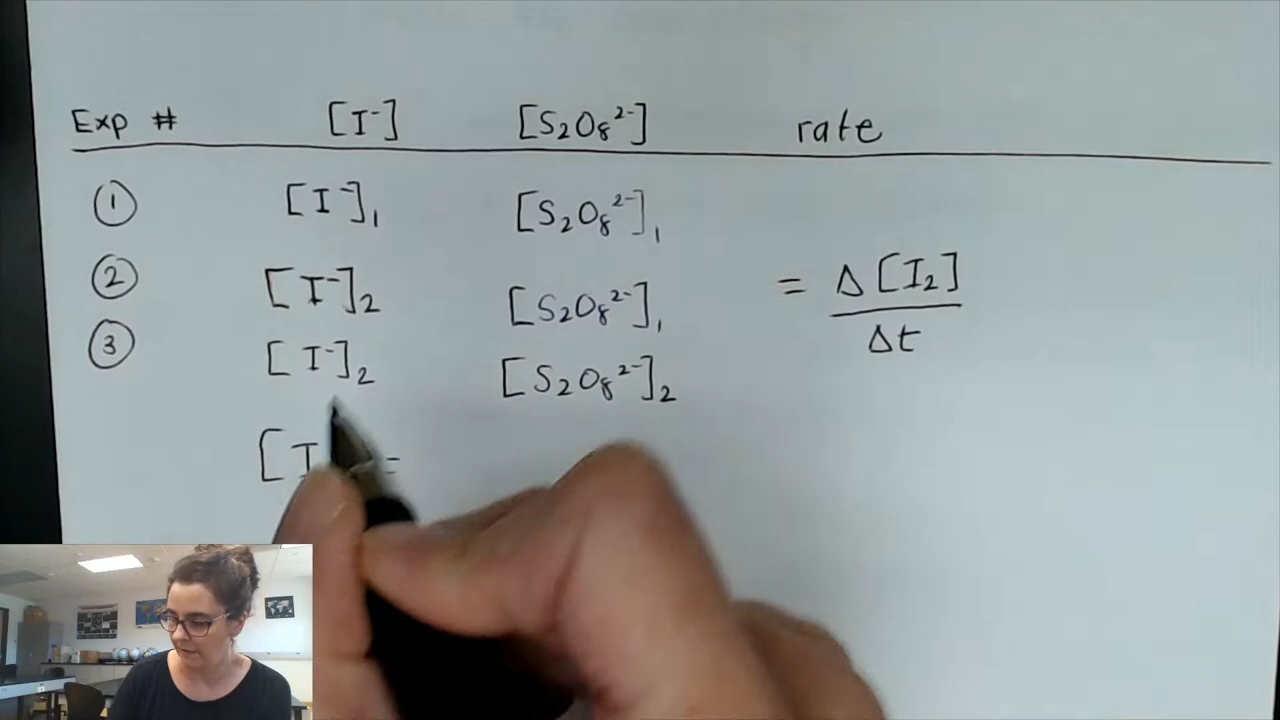 Exp # [I⁻] [S₂O₈²⁻] rate
① [I⁻]₁ [S₂O₈²⁻]₁
② [I⁻]₂ [S₂O₈²⁻]₁ = Δ[I₂]/Δt
③ [I⁻]₂ [S₂O₈²⁻]₂
[I =